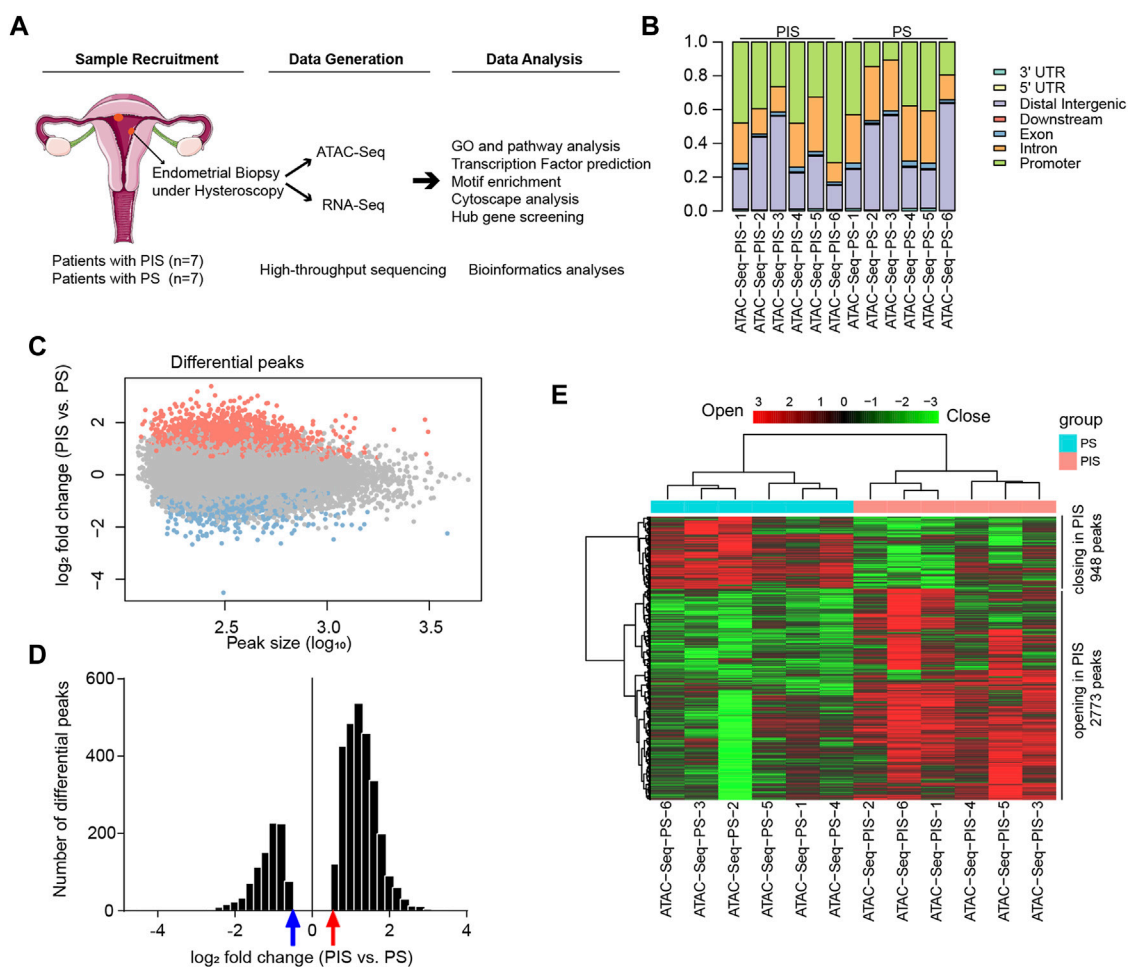 A
Sample Recruitment
Data Generation
Data Analysis
Endometrial Biopsy
under Hysteroscopy
ATAC-Seq
RNA-Seq
GO and pathway analysis
Transcription Factor prediction
Motif enrichment
Cytoscape analysis
Hub gene screening
Patients with PIS (n=7)
Patients with PS (n=7)
High-throughput sequencing
Bioinformatics analyses
B
PIS
PS
1.0
0.8
0.6
0.4
0.2
0.0
ATAC−Seq−PIS−1
ATAC−Seq−PIS−2
ATAC−Seq−PIS−3
ATAC−Seq−PIS−4
ATAC−Seq−PIS−5
ATAC−Seq−PIS−6
ATAC−Seq−PS−1
ATAC−Seq−PS−2
ATAC−Seq−PS−3
ATAC−Seq−PS−4
ATAC−Seq−PS−5
ATAC−Seq−PS−6
3' UTR
5' UTR
Distal Intergenic
Downstream
Exon
Intron
Promoter
C
Differential peaks
log₂ fold change (PIS vs. PS)
2
0
−2
−4
2.5
3.0
3.5
Peak size (log₁₀)
D
Number of differential peaks
600
400
200
0
-4
-2
0
2
4
log₂ fold change (PIS vs. PS)
E
Open
3
2
1
0
−1
−2
−3
Close
group
PS
PIS
closing in PIS
948 peaks
opening in PIS
2773 peaks
ATAC−Seq−PS−6
ATAC−Seq−PS−3
ATAC−Seq−PS−2
ATAC−Seq−PS−5
ATAC−Seq−PS−1
ATAC−Seq−PS−4
ATAC−Seq−PIS−2
ATAC−Seq−PIS−6
ATAC−Seq−PIS−1
ATAC−Seq−PIS−4
ATAC−Seq−PIS−5
ATAC−Seq−PIS−3